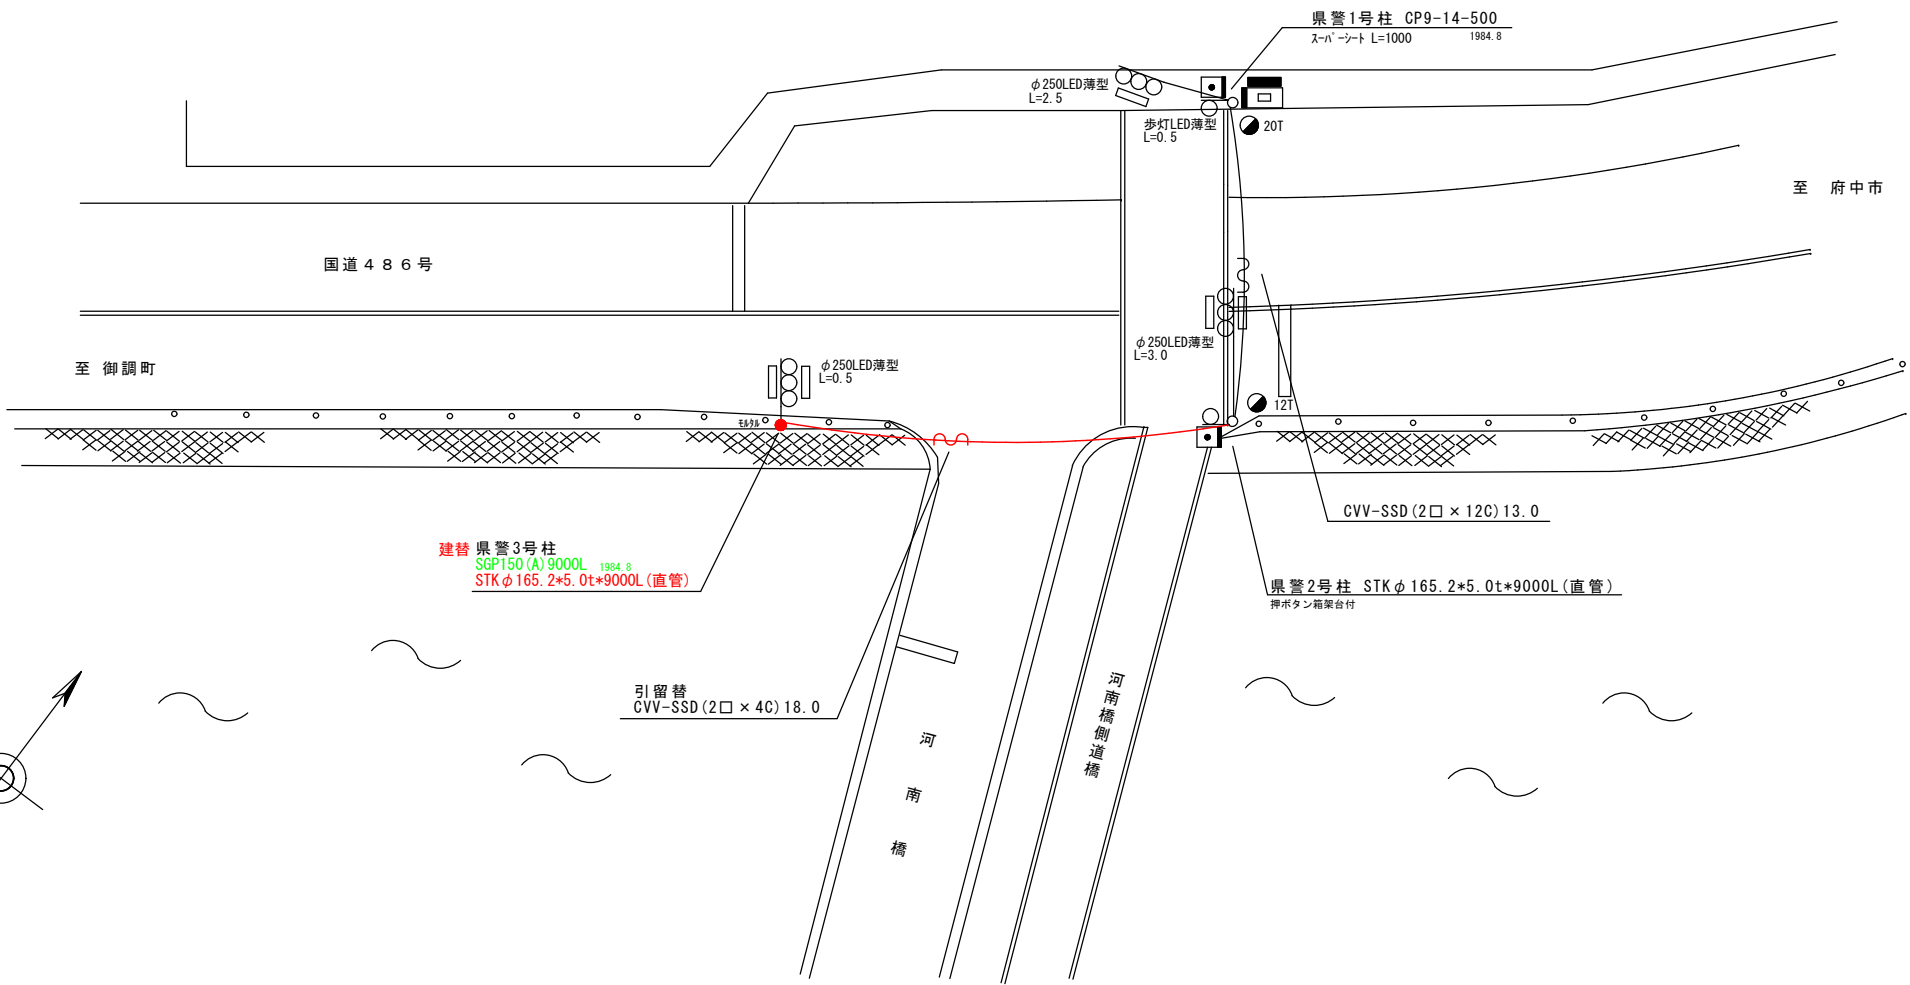 県警1号柱 CP9-14-500
スーパーシート L=1000 1984.8
φ250LED薄型
L=2.5
歩灯LED薄型
L=0.5
20T
至 府中市
国道486号
φ250LED薄型
L=3.0
至 御調町
φ250LED薄型
L=0.5
12T
モルタル
CVV-SSD(2□×12C)13.0
建替 県警3号柱
SGP150(A)9000L 1984.8
STKφ165.2*5.0t*9000L(直管)
県警2号柱 STKφ165.2*5.0t*9000L(直管)
押ボタン箱架台付
引留替
CVV-SSD(2□×4C)18.0
河南橋
河南橋側道橋